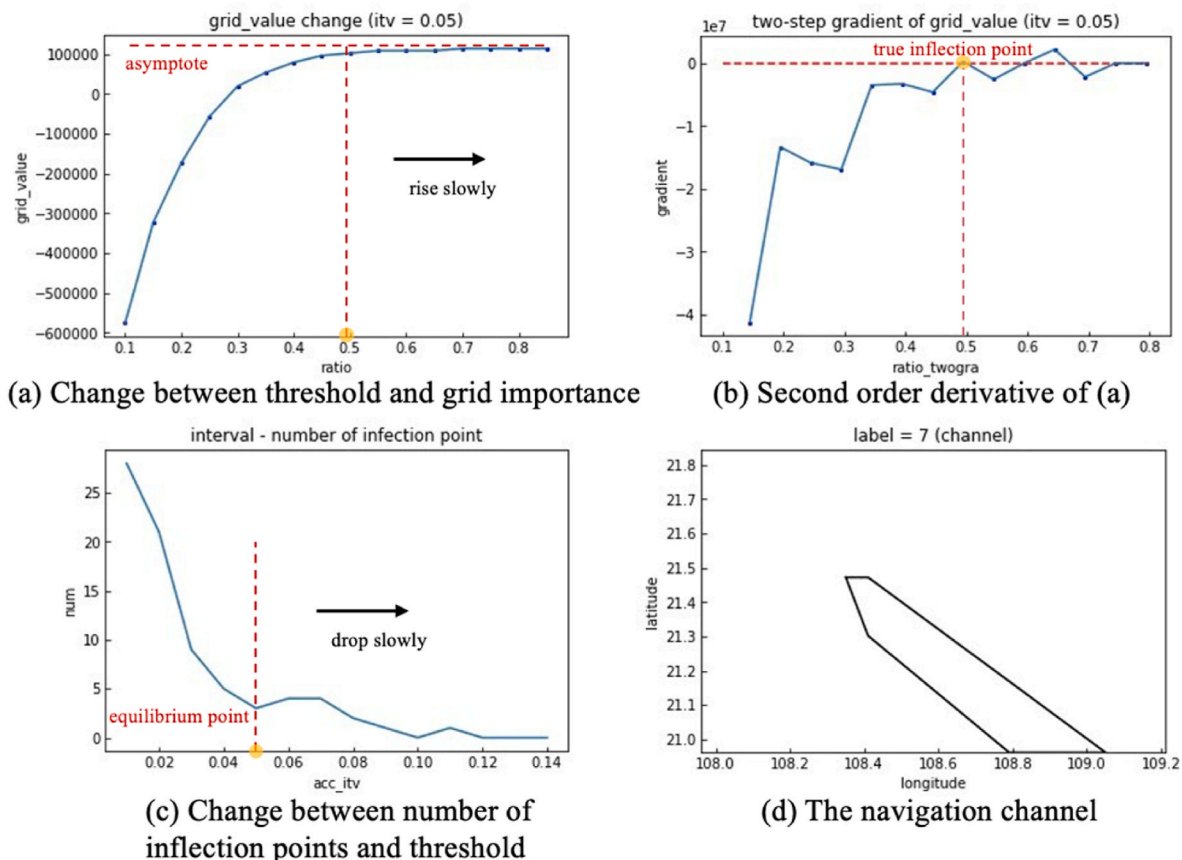 grid_value change (itv = 0.05)
100000
0
−100000
−200000
−300000
−400000
−500000
−600000
grid_value
asymptote
rise slowly
0.1 0.2 0.3 0.4 0.5 0.6 0.7 0.8
ratio
(a) Change between threshold and grid importance
two-step gradient of grid_value (itv = 0.05)
1e7
true inflection point
0
−1
−2
−3
−4
gradient
0.1 0.2 0.3 0.4 0.5 0.6 0.7 0.8
ratio_twogra
(b) Second order derivative of (a)
interval - number of infection point
25
20
15
10
5
0
num
drop slowly
equilibrium point
0.02 0.04 0.06 0.08 0.10 0.12 0.14
acc_itv
(c) Change between number of
inflection points and threshold
label = 7 (channel)
21.8
21.7
21.6
21.5
21.4
21.3
21.2
21.1
21.0
latitude
108.0 108.2 108.4 108.6 108.8 109.0 109.2
longitude
(d) The navigation channel